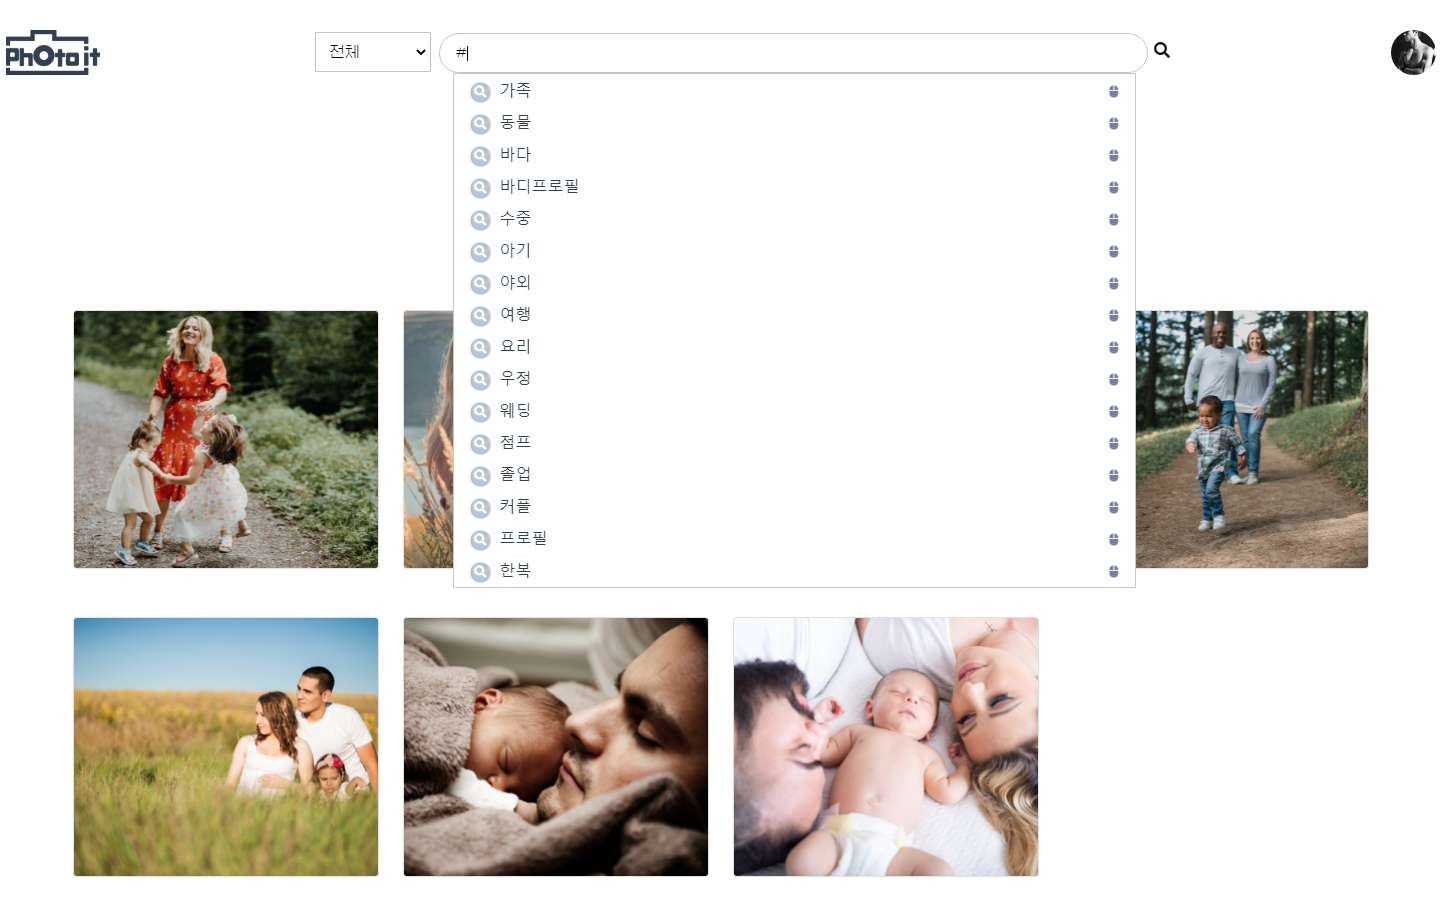 PhOto it
전체
#
가족
동물
바다
바디프로필
수중
아기
야외
여행
요리
우정
웨딩
점프
졸업
커플
프로필
한복